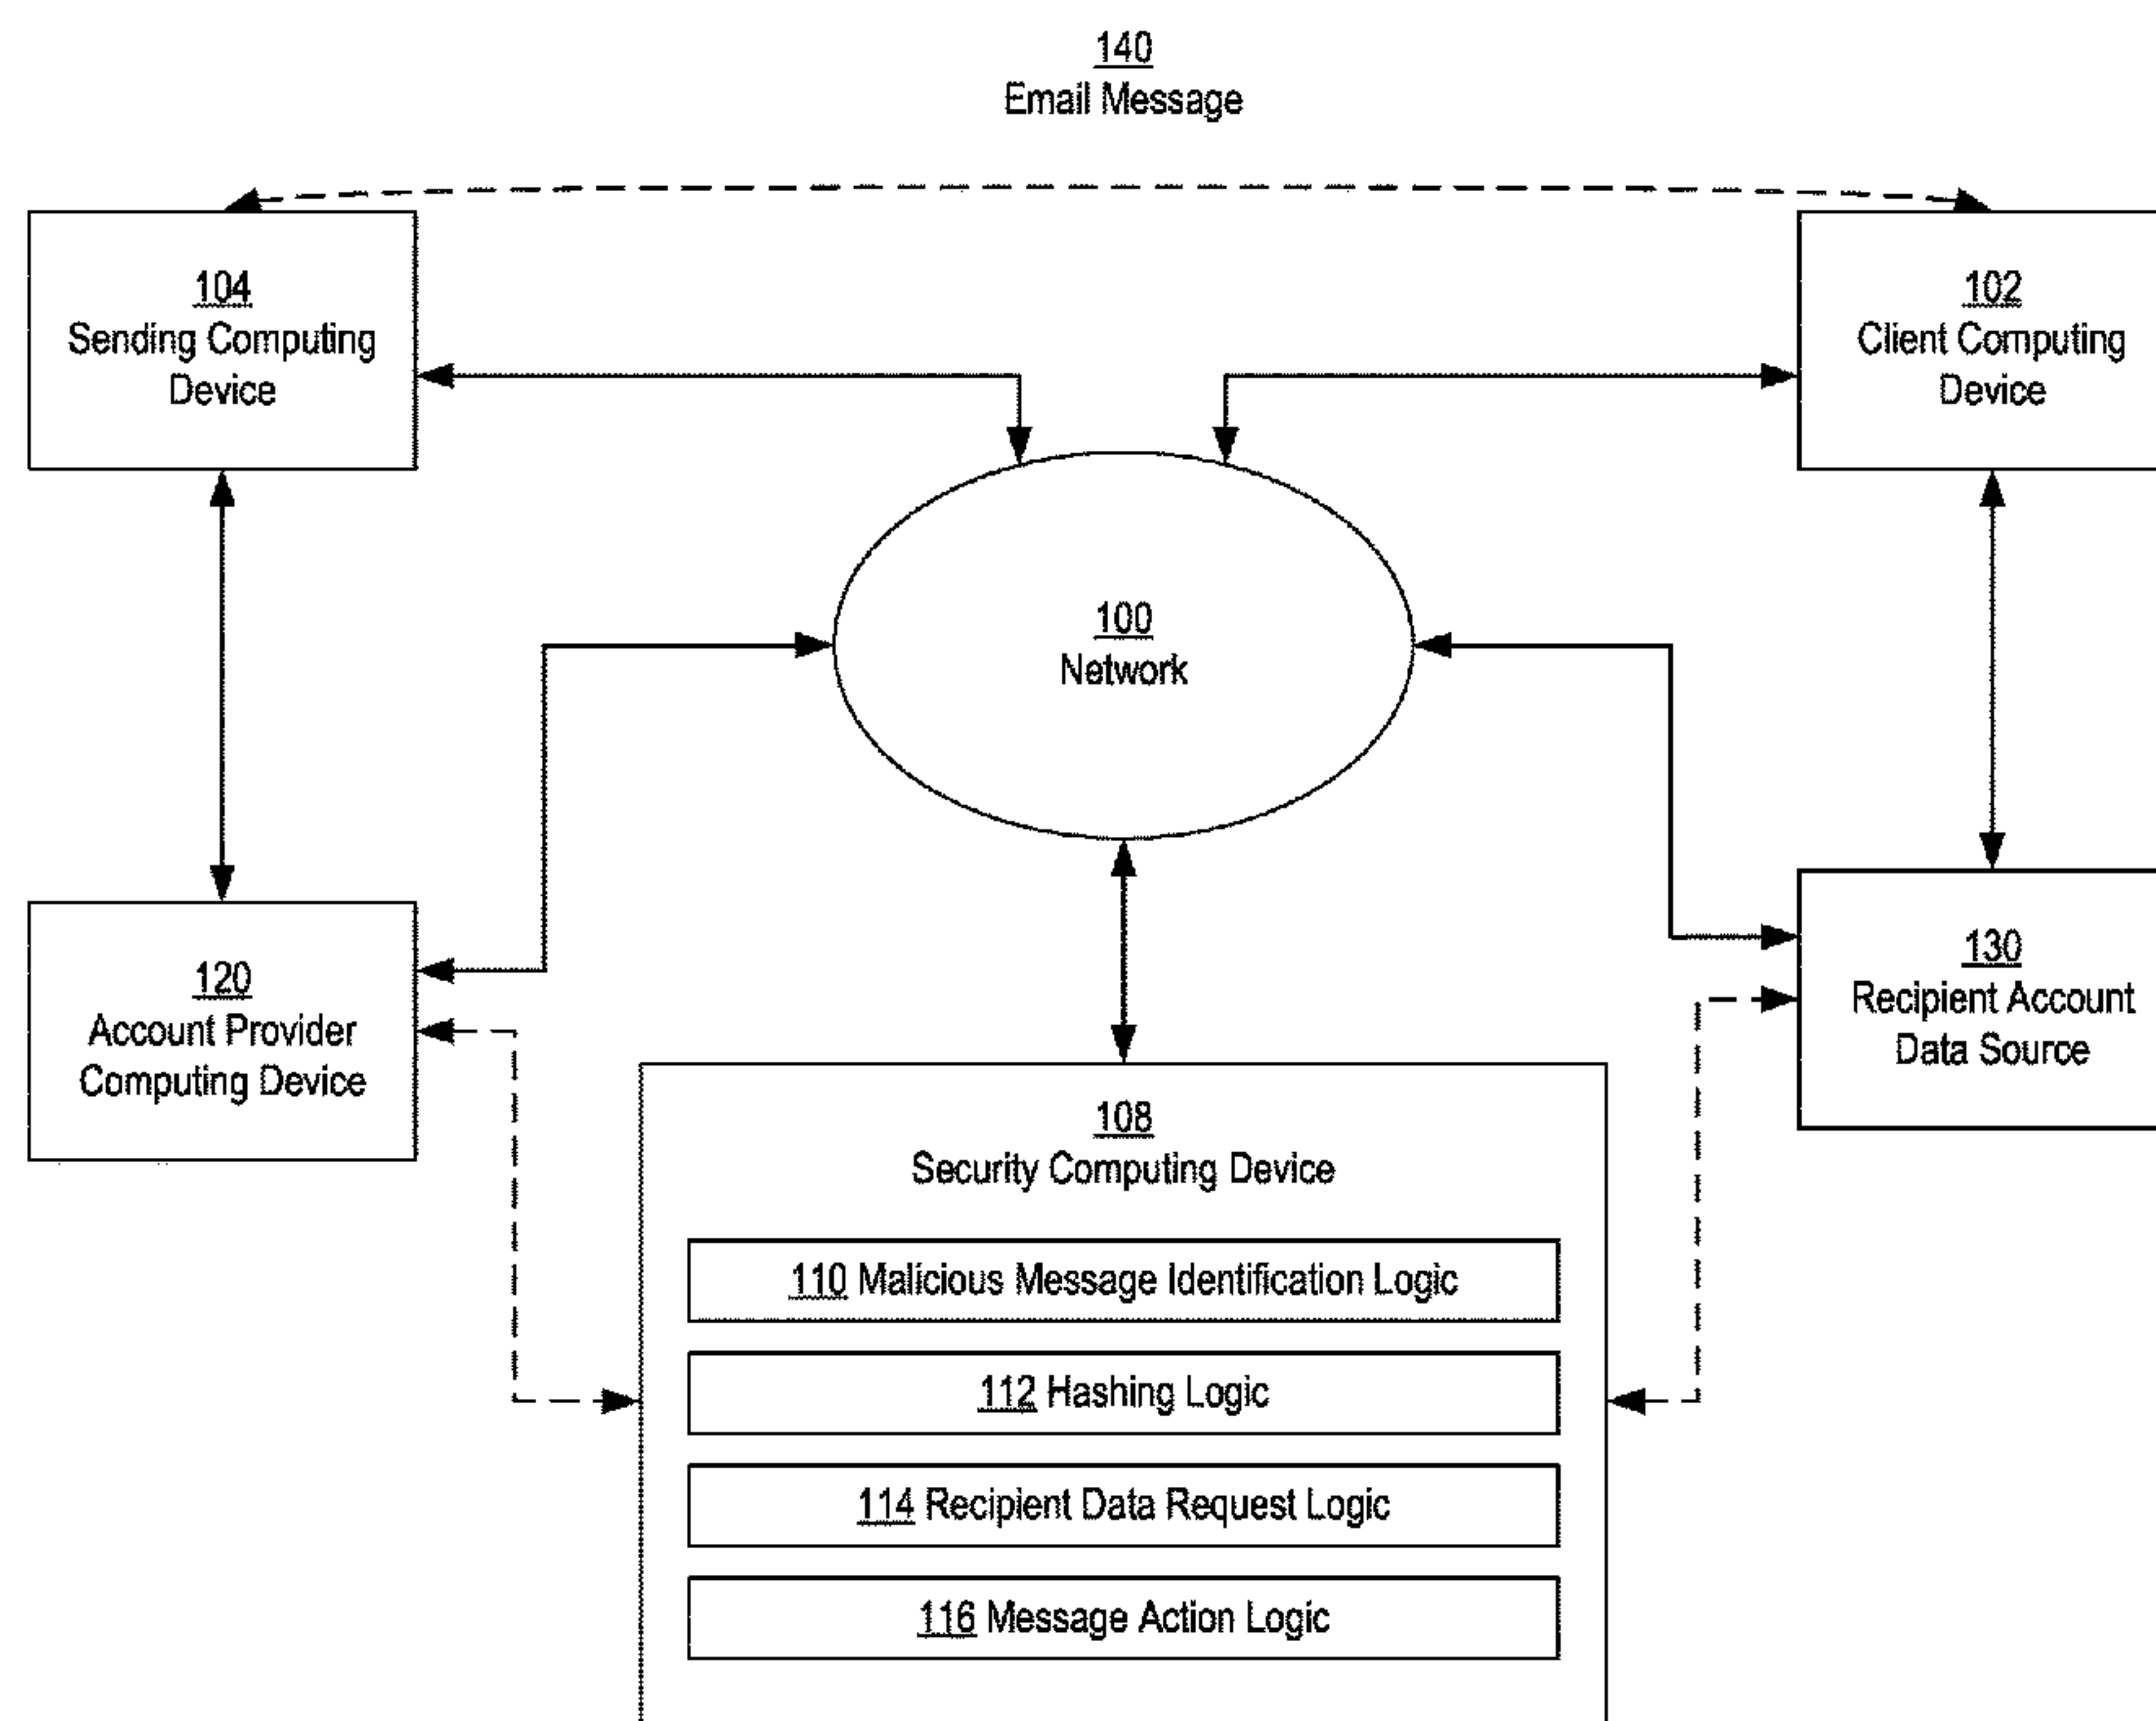 140
Email Message
104
Sending Computing
Device
102
Client Computing
Device
100
Network
120
Account Provider
Computing Device
130
Recipient Account
Data Source
108
Security Computing Device
110 Malicious Message Identification Logic
112 Hashing Logic
114 Recipient Data Request Logic
116 Message Action Logic